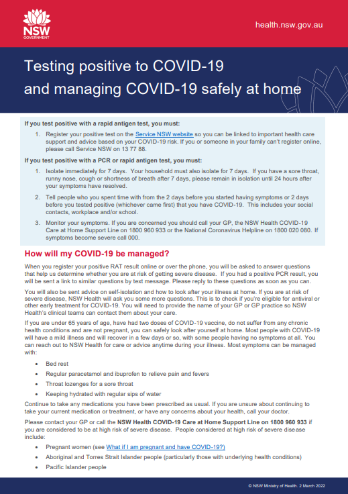 NSW
GOVERNMENT
health.nsw.gov.au
Testing positive to COVID-19
and managing COVID-19 safely at home
If you test positive with a rapid antigen test, you must:
1. Register your positive test on the Service NSW website so you can be linked to important health care
support and advice based on your COVID-19 risk. If you or someone in your family can't register online,
please call Service NSW on 13 77 88.
If you test positive with a PCR or rapid antigen test, you must:
1. Isolate immediately for 7 days. Your household must also isolate for 7 days. If you have a sore throat,
runny nose, cough or shortness of breath after 7 days, please remain in isolation until 24 hours after
your symptoms have resolved.
2. Tell people who you spent time with from the 2 days before you started having symptoms or 2 days
before you tested positive (whichever came first) that you have COVID-19. This includes your social
contacts, workplace and/or school.
3. Monitor your symptoms. If you are concerned you should call your GP, the NSW Health COVID-19
Care at Home Support Line on 1800 960 933 or the National Coronavirus Helpline on 1800 020 080. If
symptoms become severe call 000.
How will my COVID-19 be managed?
When you register your positive RAT result online or over the phone, you will be asked to answer questions
that help us determine whether you are at risk of getting severe disease. If you had a positive PCR result, you
will be sent a link to similar questions by text message. Please reply to these questions as soon as you can.
You will also be sent advice on self-isolation and how to look after your illness at home. If you are at risk of
severe disease, NSW Health will ask you some more questions. This is to check if you're eligible for antiviral or
other early treatment for COVID-19. You will need to provide the name of your GP or GP practice so NSW
Health's clinical teams can contact them about your care.
If you are under 65 years of age, have had two doses of COVID-19 vaccine, do not suffer from any chronic
health conditions and are not pregnant, you can safely look after yourself at home. Most people with COVID-19
will have a mild illness and will recover in a few days or so, with some people having no symptoms at all. You
can reach out to NSW Health for care or advice anytime during your illness. Most symptoms can be managed
with:
• Bed rest
• Regular paracetamol and ibuprofen to relieve pain and fevers
• Throat lozenges for a sore throat
• Keeping hydrated with regular sips of water
Continue to take any medications you have been prescribed as usual. If you are unsure about continuing to
take your current medication or treatment, or have any concerns about your health, call your doctor.
Please contact your GP or call the NSW Health COVID-19 Care at Home Support Line on 1800 960 933 if
you are considered to be at high risk of severe disease. People considered at high risk of severe disease
include:
• Pregnant women (see What if I am pregnant and have COVID-19?)
• Aboriginal and Torres Strait Islander people (particularly those with underlying health conditions)
• Pacific Islander people
© NSW Ministry of Health. 2 March 2022